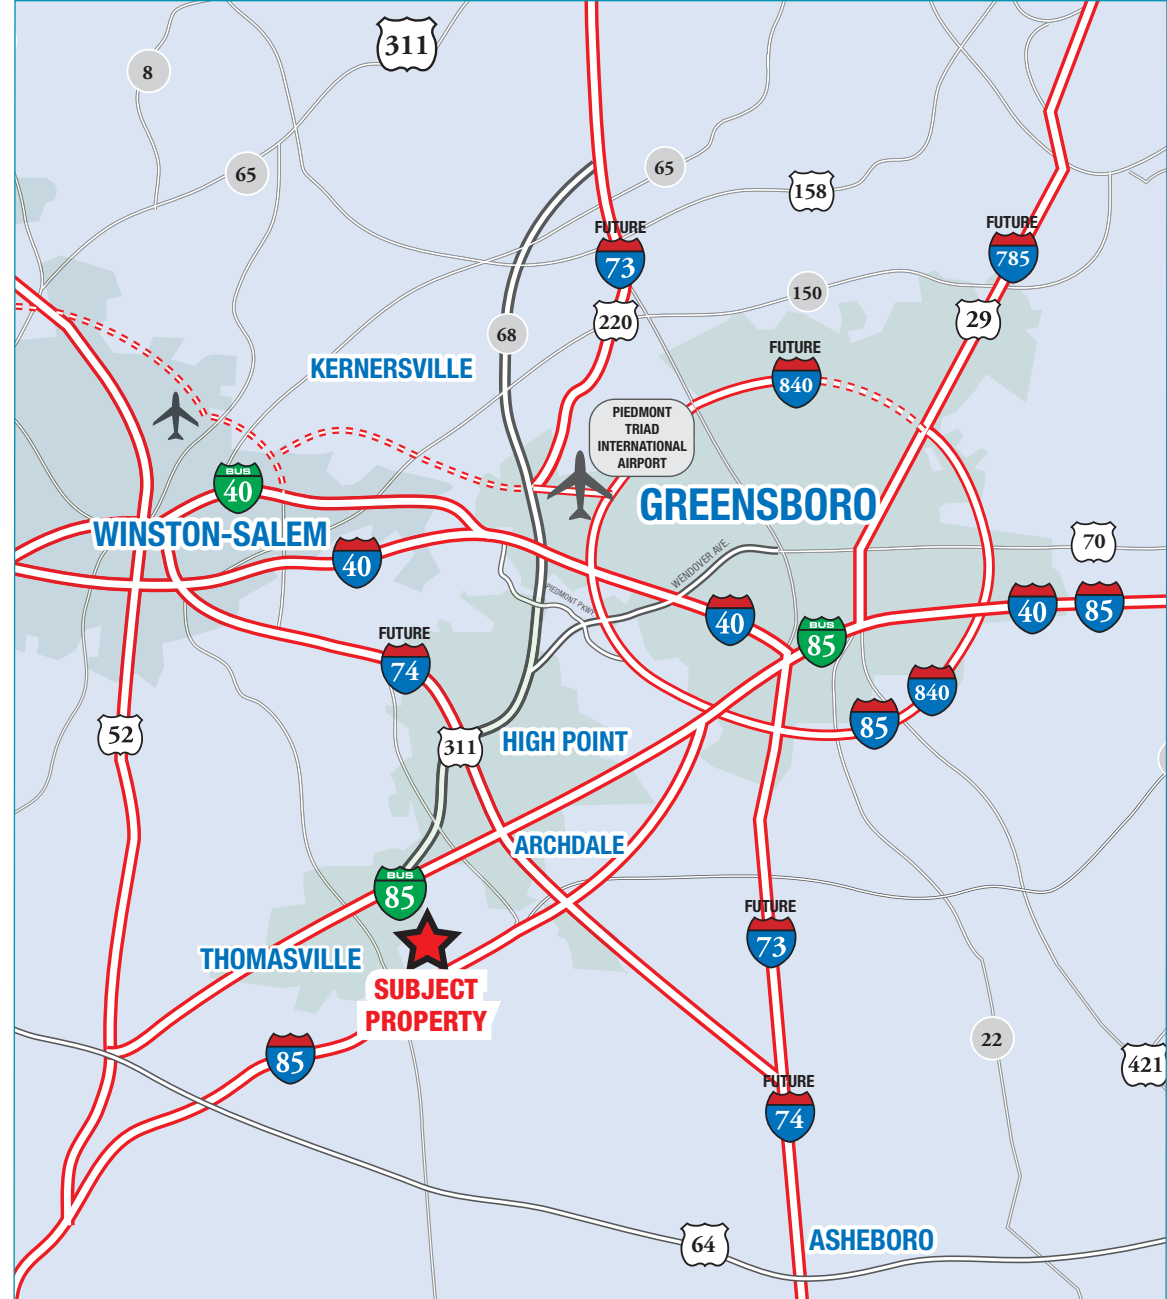 311
8
65
65
158
FUTURE
73
FUTURE
785
150
220
29
68
FUTURE
840
KERNERSVILLE
PIEDMONT
TRIAD
INTERNATIONAL
AIRPORT
BUS
40
GREENSBORO
WINSTON-SALEM
40
70
WENDOVER AVE.
PIEDMONT PKWY
40
BUS
85
40
85
FUTURE
74
840
85
52
311
HIGH POINT
ARCHDALE
BUS
85
FUTURE
73
THOMASVILLE
SUBJECT
PROPERTY
85
22
421
FUTURE
74
64
ASHEBORO